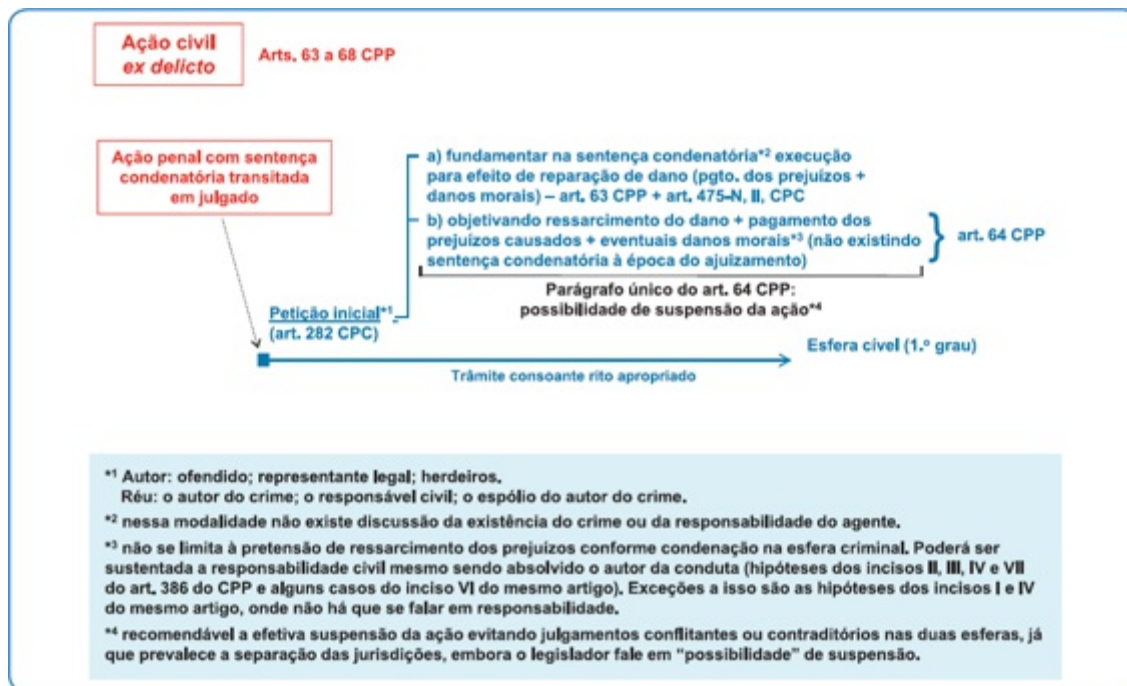 Ação civil
ex delicto
Arts. 63 a 68 CPP
Ação penal com sentença
condenatória transitada
em julgado
a) fundamentar na sentença condenatória*2 execução
para efeito de reparação de dano (pgto. dos prejuízos +
danos morais) – art. 63 CPP + art. 475-N, II, CPC
b) objetivando ressarcimento do dano + pagamento dos
prejuízos causados + eventuais danos morais*3 (não existindo
sentença condenatória à época do ajuizamento)
art. 64 CPP
Parágrafo único do art. 64 CPP:
possibilidade de suspensão da ação*4
Petição inicial*1
(art. 282 CPC)
Esfera cível (1.º grau)
Trâmite consoante rito apropriado
*1 Autor: ofendido; representante legal; herdeiros.
Réu: o autor do crime; o responsável civil; o espólio do autor do crime.
*2 nessa modalidade não existe discussão da existência do crime ou da responsabilidade do agente.
*3 não se limita à pretensão de ressarcimento dos prejuízos conforme condenação na esfera criminal. Poderá ser
sustentada a responsabilidade civil mesmo sendo absolvido o autor da conduta (hipóteses dos incisos II, III, IV e VII
do art. 386 do CPP e alguns casos do inciso VI do mesmo artigo). Exceções a isso são as hipóteses dos incisos I e IV
do mesmo artigo, onde não há que se falar em responsabilidade.
*4 recomendável a efetiva suspensão da ação evitando julgamentos conflitantes ou contraditórios nas duas esferas, já
que prevalece a separação das jurisdições, embora o legislador fale em “possibilidade” de suspensão.